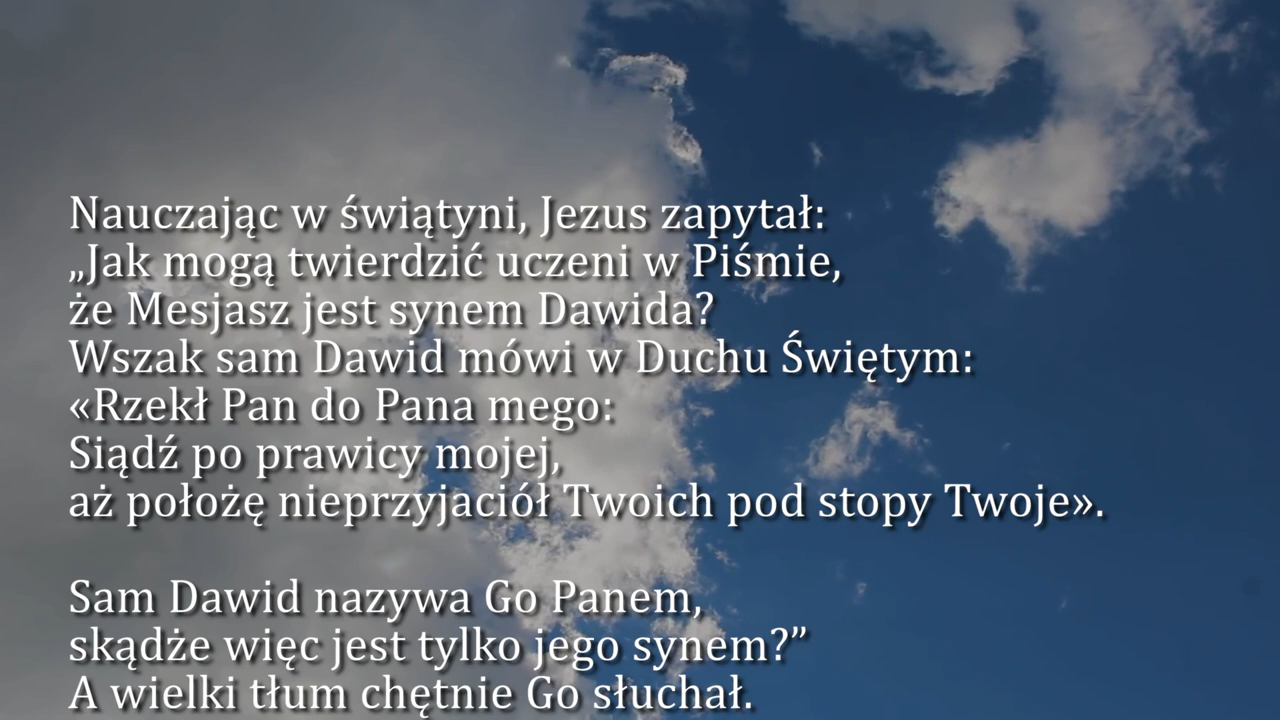 Nauczając w świątyni, Jezus zapytał:
„Jak mogą twierdzić uczeni w Piśmie,
że Mesjasz jest synem Dawida?
Wszak sam Dawid mówi w Duchu Świętym:
«Rzekł Pan do Pana mego:
Siądź po prawicy mojej,
aż położę nieprzyjaciół Twoich pod stopy Twoje».
Sam Dawid nazywa Go Panem,
skądże więc jest tylko jego synem?”
A wielki tłum chętnie Go słuchał.